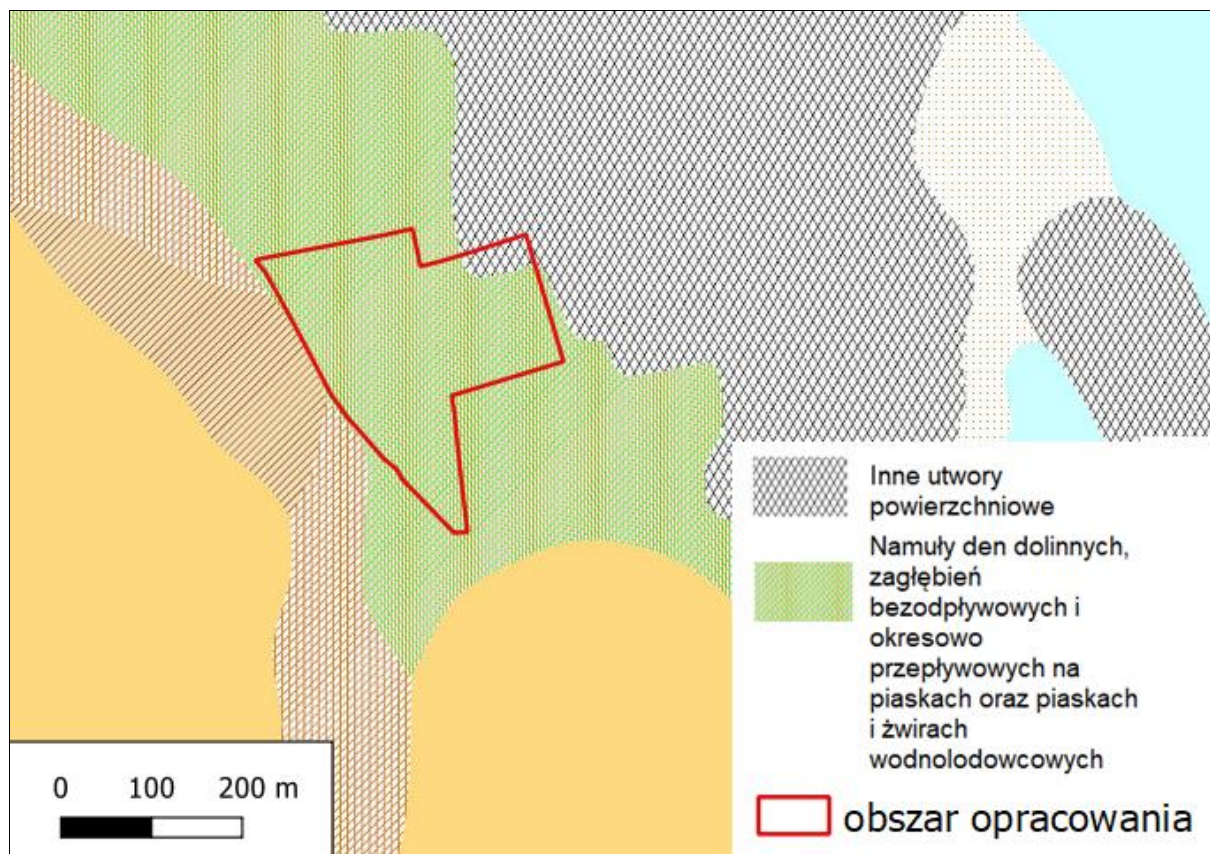 Inne utwory
powierzchniowe
Namuły den dolinnych,
zagłębień
bezodpływowych i
okresowo
przepływowych na
piaskach oraz piaskach
i żwirach
wodnolodowcowych
obszar opracowania
0 100 200 m